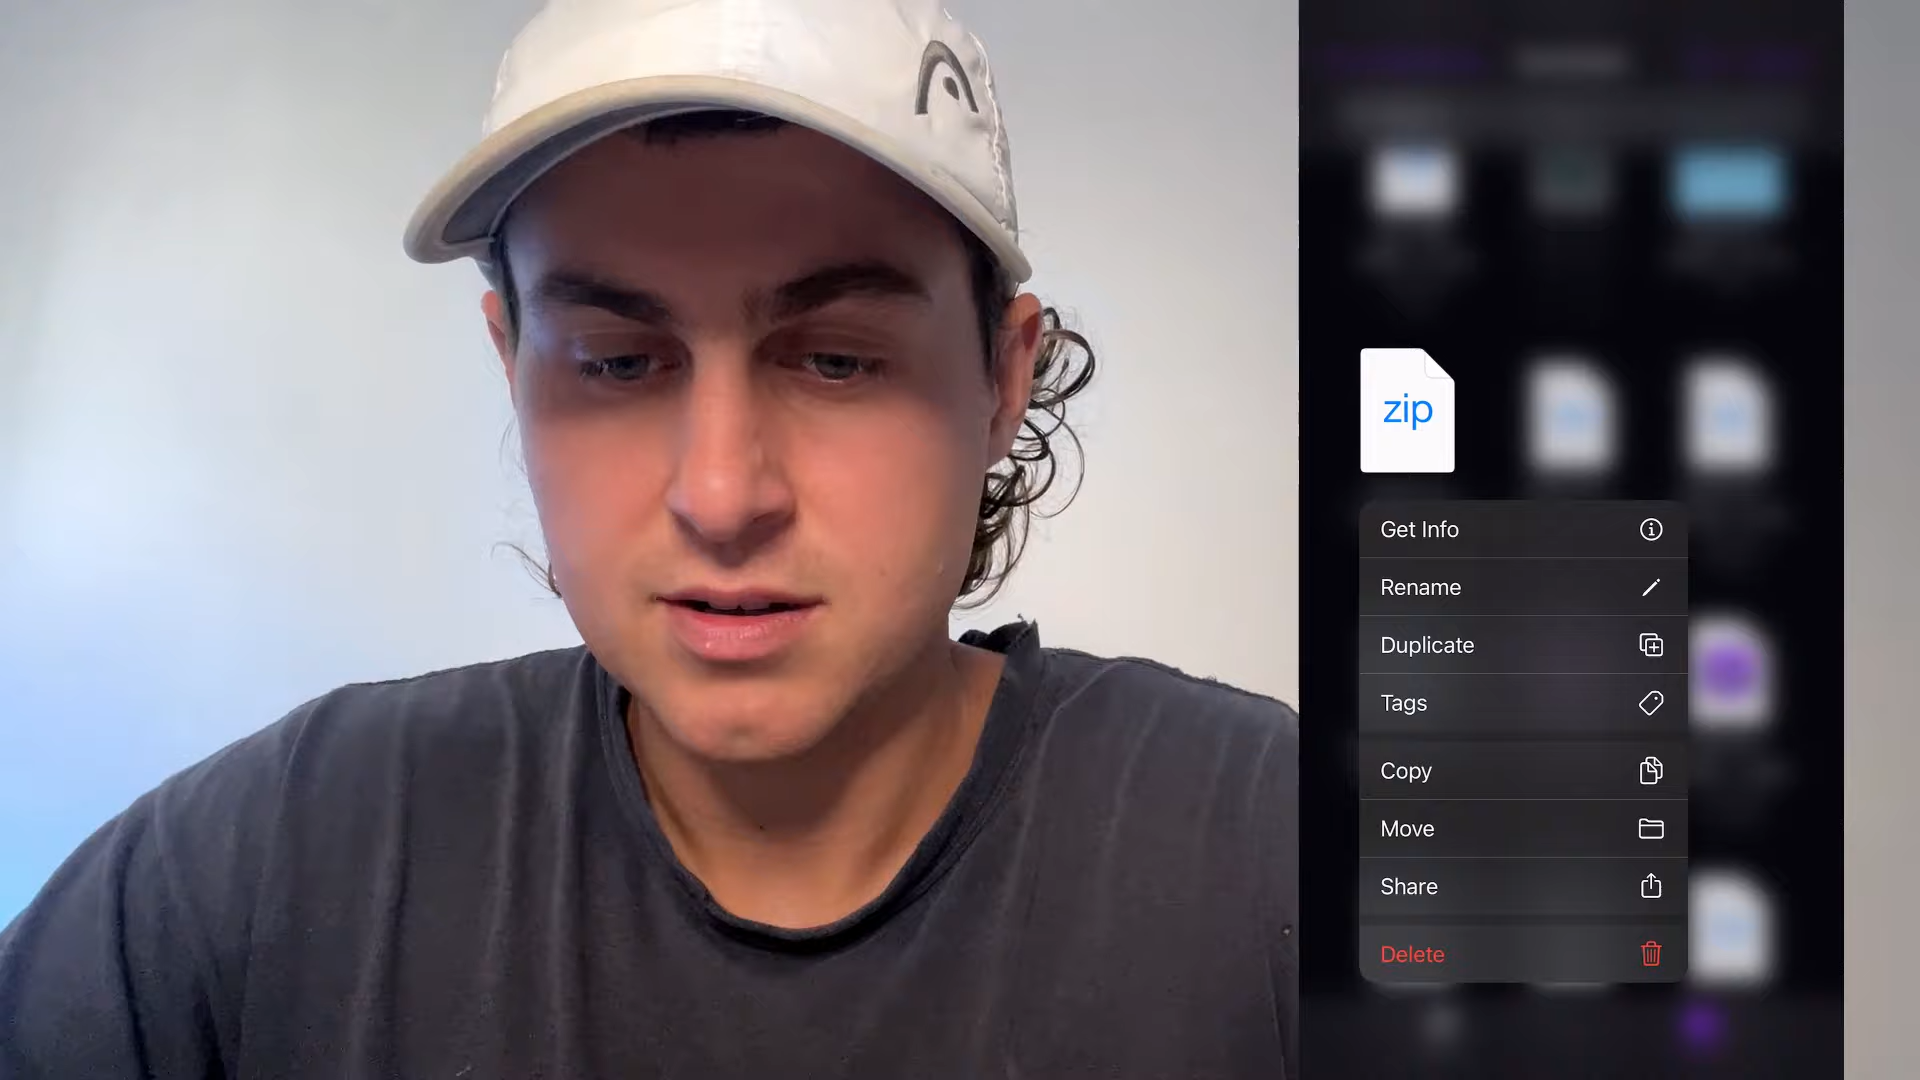 zip
Get Info
Rename
Duplicate
Tags
Copy
Move
Share
Delete